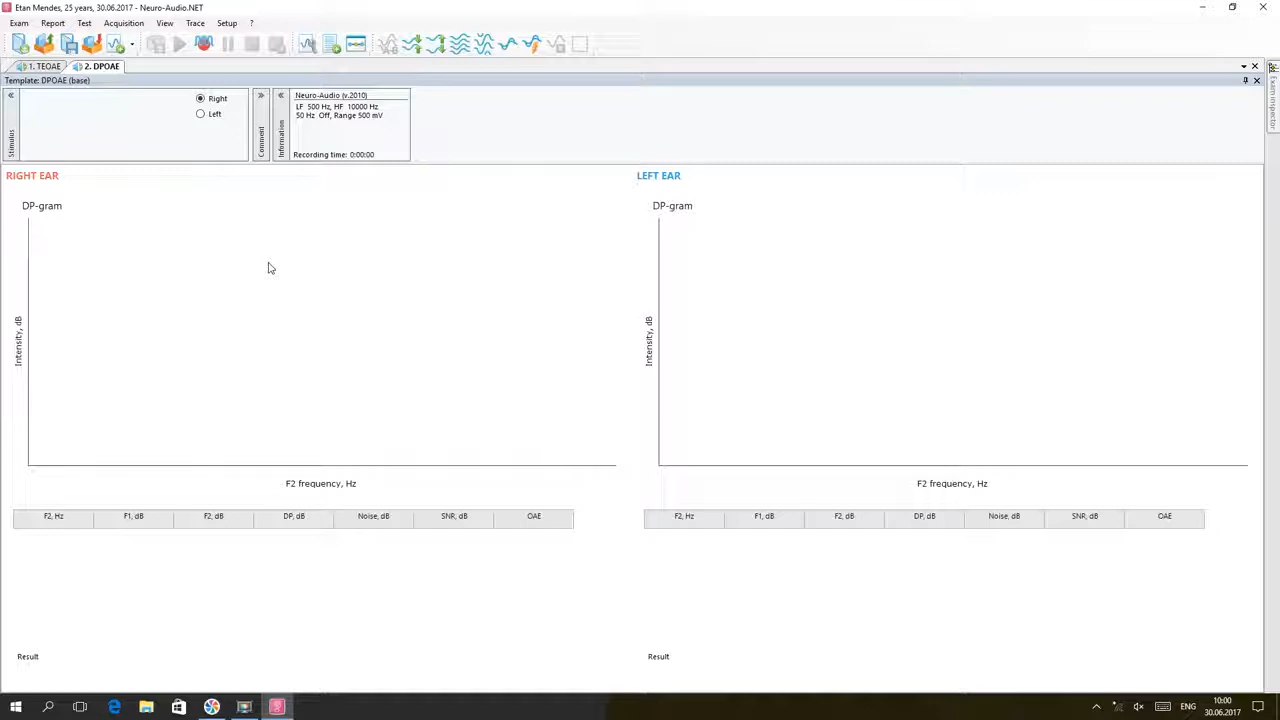 Etan Mendes, 25 years, 30.06.2017 - Neuro-Audio.NET
Exam Report Test Acquisition View Trace Setup ?
1. TEOAE 2. DPOAE
Template: DPOAE (base)
Stimulus
Right
Left
Comment
Information
Neuro-Audio (v.2010)
LF 500 Hz, HF 10000 Hz
50 Hz Off, Range 500 mV
Recording time: 0:00:00
Exam inspector
RIGHT EAR
DP-gram
Intensity, dB
F2 frequency, Hz
F2, Hz F1, dB F2, dB DP, dB Noise, dB SNR, dB OAE
Result
LEFT EAR
DP-gram
Intensity, dB
F2 frequency, Hz
F2, Hz F1, dB F2, dB DP, dB Noise, dB SNR, dB OAE
Result
ENG
10:00
30.06.2017